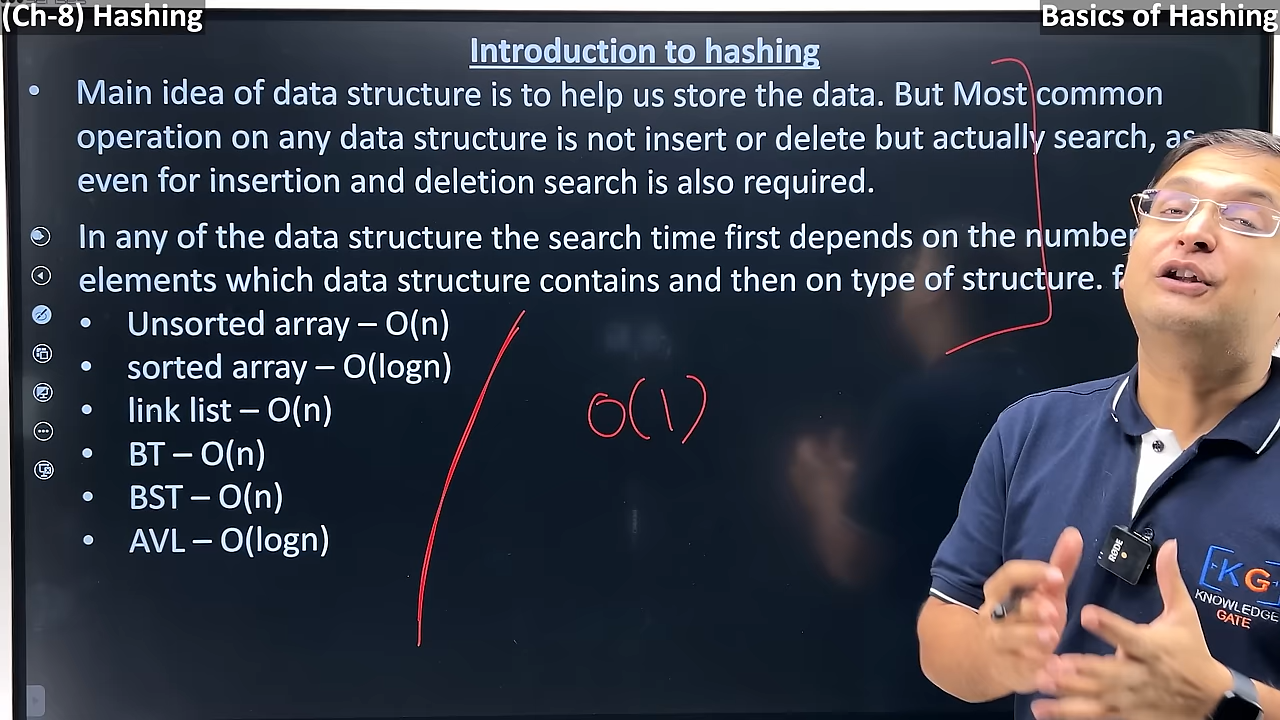 (Ch-8) Hashing
Basics of Hashing
Introduction to hashing
• Main idea of data structure is to help us store the data. But Most common
operation on any data structure is not insert or delete but actually search, as
even for insertion and deletion search is also required.
In any of the data structure the search time first depends on the number
elements which data structure contains and then on type of structure. f
• Unsorted array – O(n)
• sorted array – O(logn)
• link list – O(n)
• BT – O(n)
• BST – O(n)
• AVL – O(logn)
O(1)
RØDE
KG
KNOWLEDGE
GATE